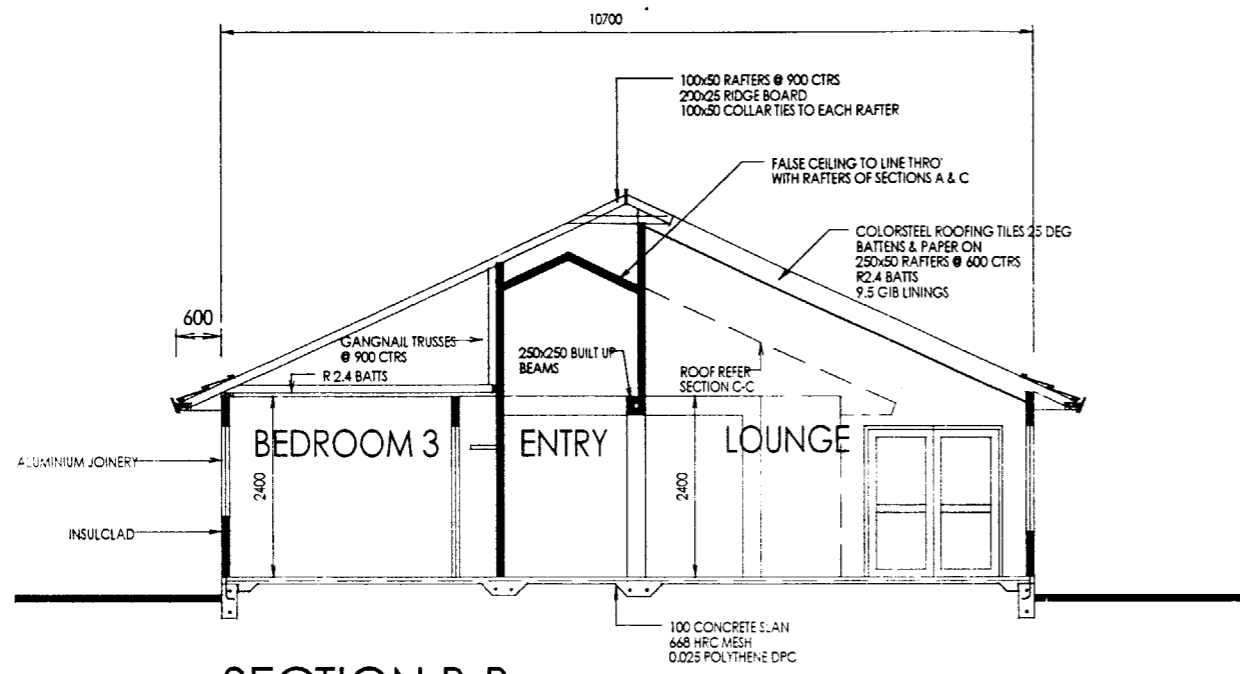 10700
100x50 RAFTERS @ 900 CTRS
200x25 RIDGE BOARD
100x50 COLLAR TIES TO EACH RAFTER
FALSE CEILING TO LINE THRO'
WITH RAFTERS OF SECTIONS A & C
COLORSTEEL ROOFING TILES 25 DEG
BATTENS & PAPER ON
250x50 RAFTERS @ 600 CTRS
R2.4 BATTS
9.5 GIB LININGS
600
GANGNAIL TRUSSES
@ 900 CTRS
R 2.4 BATTS
250x250 BUILT UP
BEAMS
ROOF REFER
SECTION C-C
BEDROOM 3
ENTRY
LOUNGE
ALUMINIUM JOINERY
2400
2400
INSULCLAD
100 CONCRETE SLAN
668 HRC MESH
0.025 POLYTHENE DPC
SECTION B-B